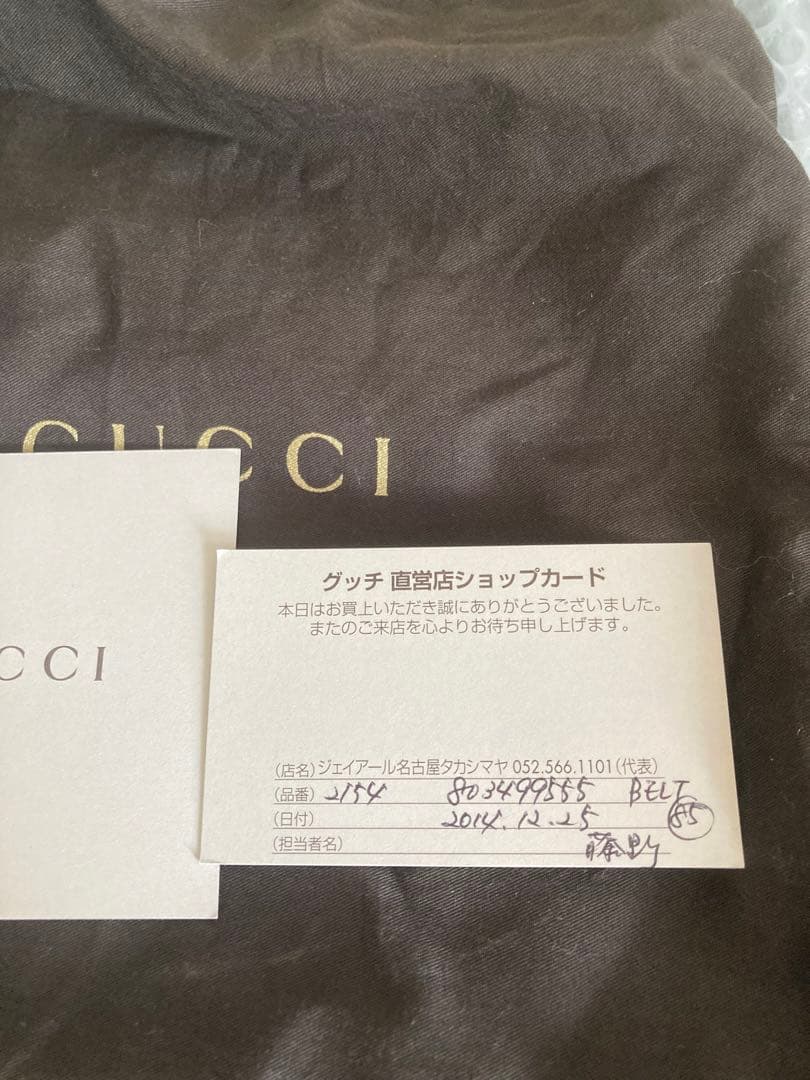 GUCCI
CCI
グッチ 直営店ショップカード
本日はお買上いただき誠にありがとうございました。
またのご来店を心よりお待ち申し上げます。
(店名) ジェイアール名古屋タカシマヤ 052.566.1101(代表)
(品番) 2154 803499555 BELT
(日付) 2014.12.25 85
(担当者名)